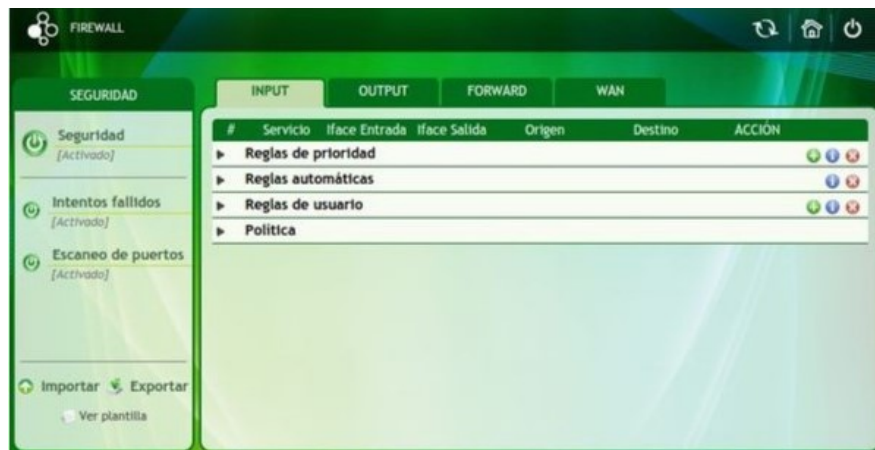 FIREWALL
SEGURIDAD
Seguridad
[Activado]
Intentos fallidos
[Activado]
Escaneo de puertos
[Activado]
Importar Exportar
Ver plantilla
INPUT OUTPUT FORWARD WAN
# Servicio Iface Entrada Iface Salida Origen Destino ACCIÓN
Reglas de prioridad
Reglas automáticas
Reglas de usuario
Política